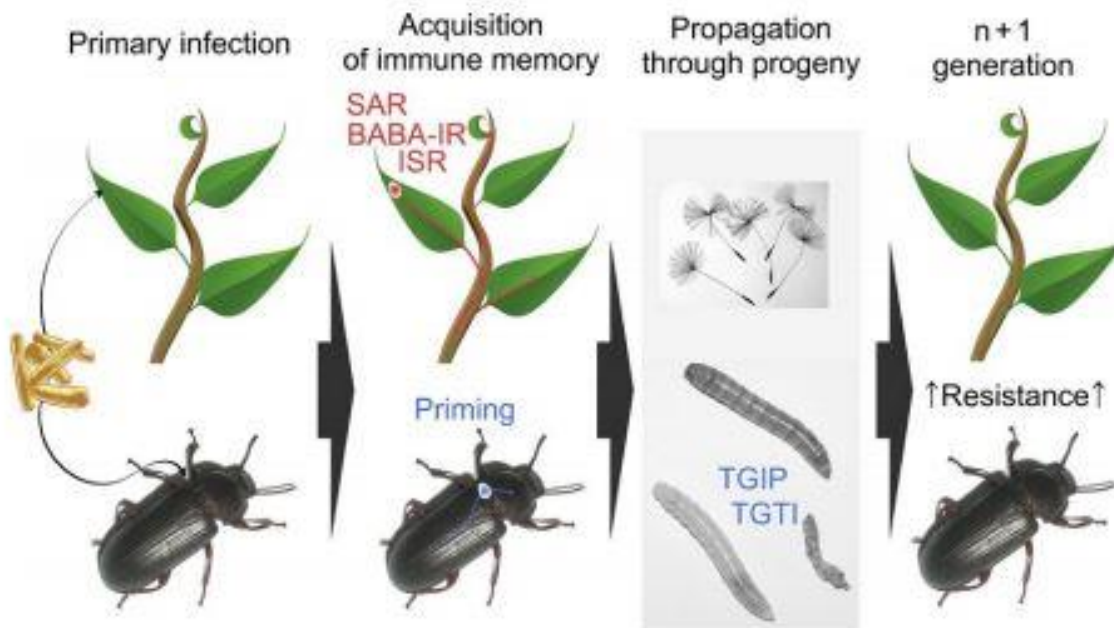 Primary infection
Acquisition
of immune memory
Propagation
through progeny
n + 1
generation
SAR
BABA-IR
ISR
Priming
TGIP
TGTI
↑Resistance↑